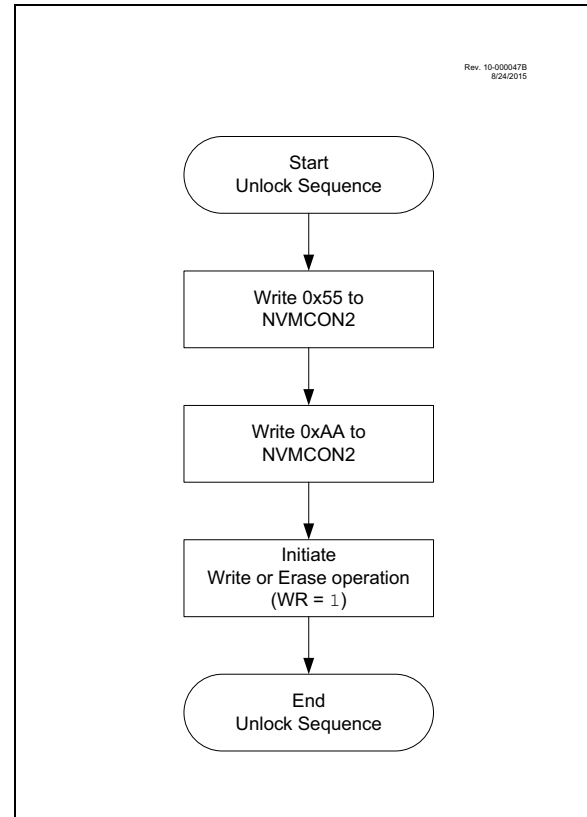 Rev. 10-000047B
8/24/2015
Start
Unlock Sequence
Write 0x55 to
NVMCON2
Write 0xAA to
NVMCON2
Initiate
Write or Erase operation
(WR = 1)
End
Unlock Sequence